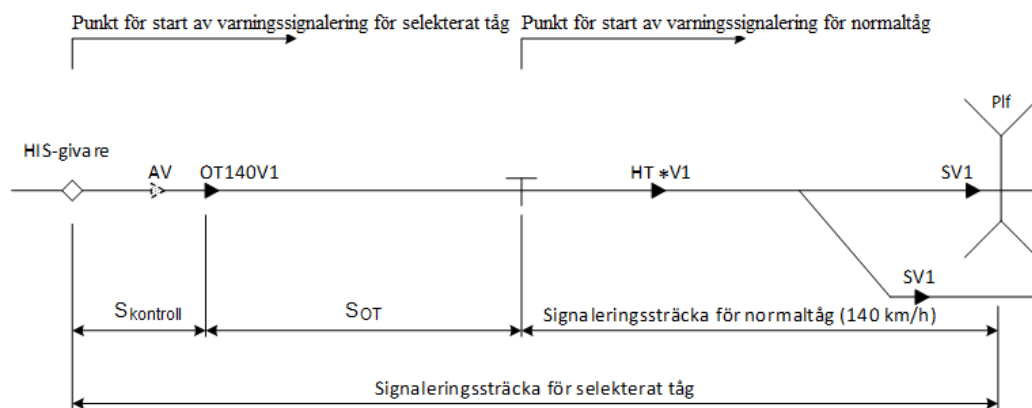 Punkt för start av varningssignalering för selekterat tåg
Punkt för start av varningssignalering för normaltåg
Plf
HIS-givare
AV
OT140V1
HT *V1
SV1
SV1
Skontroll
SOT
Signaleringssträcka för normaltåg (140 km/h)
Signaleringssträcka för selekterat tåg